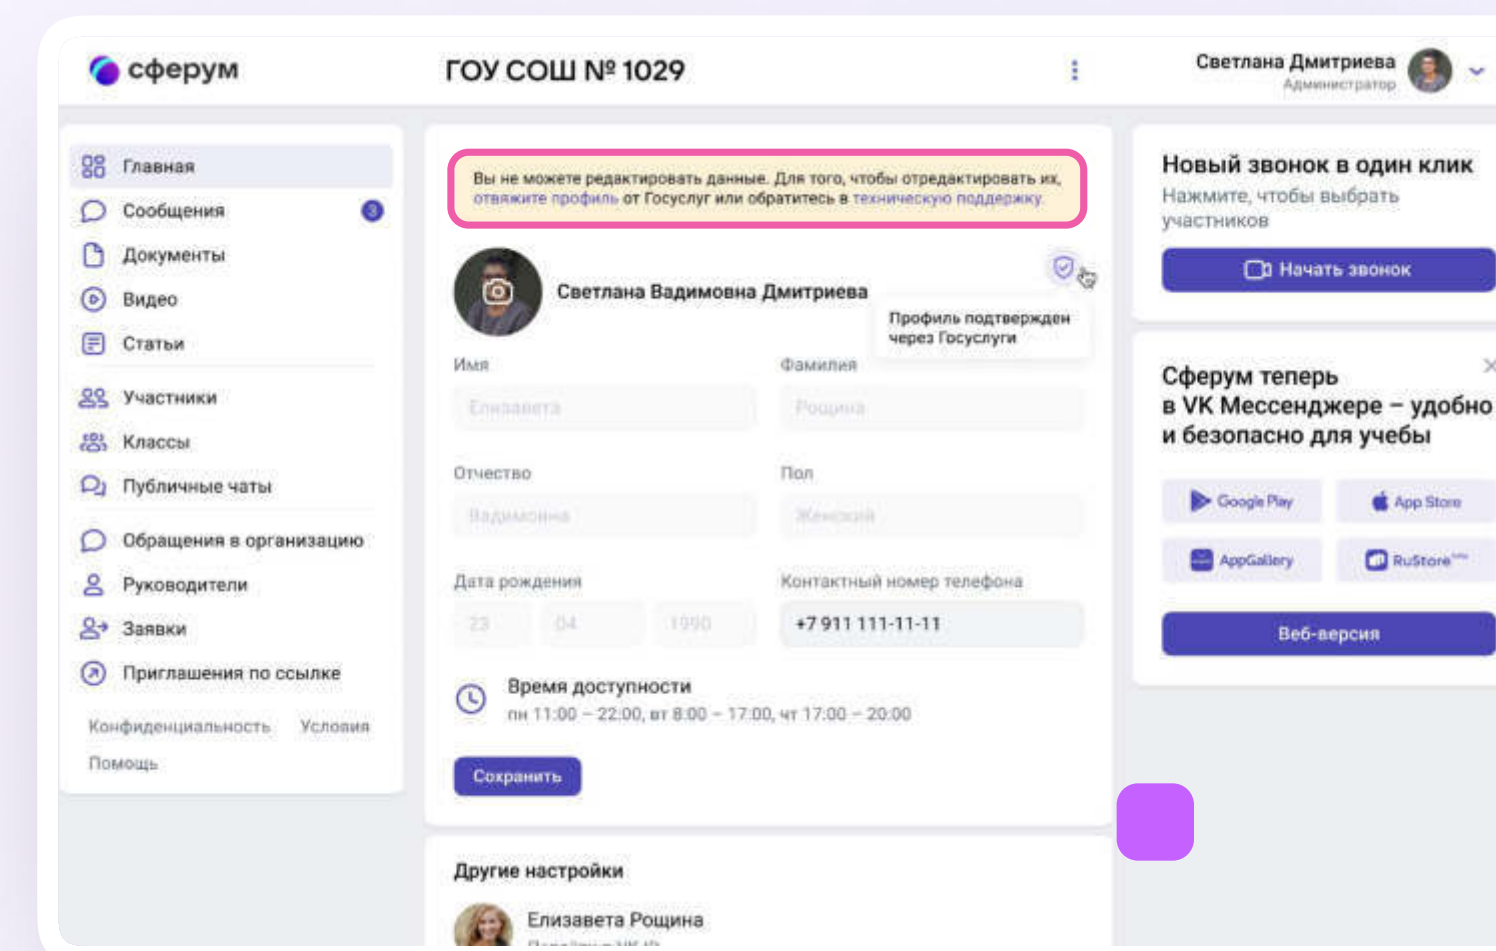 сферум
ГОУ СОШ № 1029
Светлана Дмитриева
Администратор
Главная
Сообщения
3
Документы
Видео
Статьи
Участники
Классы
Публичные чаты
Обращения в организацию
Руководители
Заявки
Приглашения по ссылке
Конфиденциальность Условия
Помощь
Вы не можете редактировать данные. Для того, чтобы отредактировать их,
отвяжите профиль от Госуслуг или обратитесь в техническую поддержку.
Светлана Вадимовна Дмитриева
Профиль подтвержден
через Госуслуги
Имя
Фамилия
Елизавета
Рощина
Отчество
Пол
Вадимовна
Женский
Дата рождения
Контактный номер телефона
23
04
1990
+7 911 111-11-11
Время доступности
пн 11:00 – 22:00, вт 8:00 – 17:00, чт 17:00 – 20:00
Сохранить
Другие настройки
Елизавета Рощина
Новый звонок в один клик
Нажмите, чтобы выбрать
участников
Начать звонок
Сферум теперь
в VK Мессенджере – удобно
и безопасно для учебы
Google Play
App Store
AppGallery
RuStore
Веб-версия